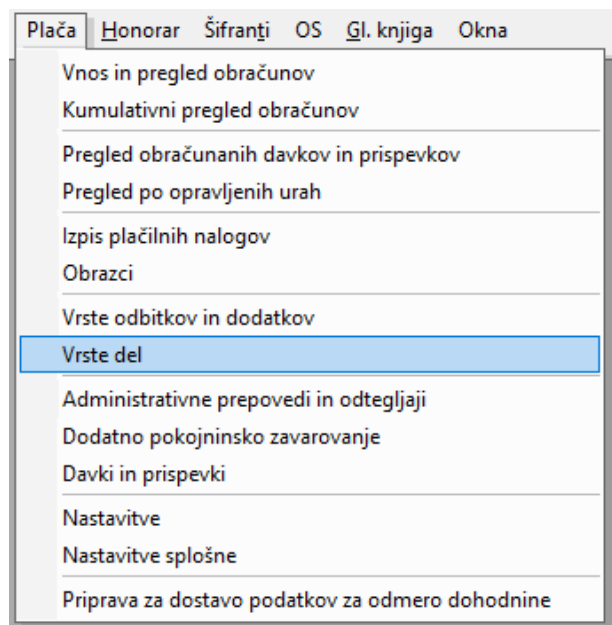 Plača Honorar Šifranti OS Gl. knjiga Okna
Vnos in pregled obračunov
Kumulativni pregled obračunov
Pregled obračunanih davkov in prispevkov
Pregled po opravljenih urah
Izpis plačilnih nalogov
Obrazci
Vrste odbitkov in dodatkov
Vrste del
Administrativne prepovedi in odtegljaji
Dodatno pokojninsko zavarovanje
Davki in prispevki
Nastavitve
Nastavitve splošne
Priprava za dostavo podatkov za odmero dohodnine